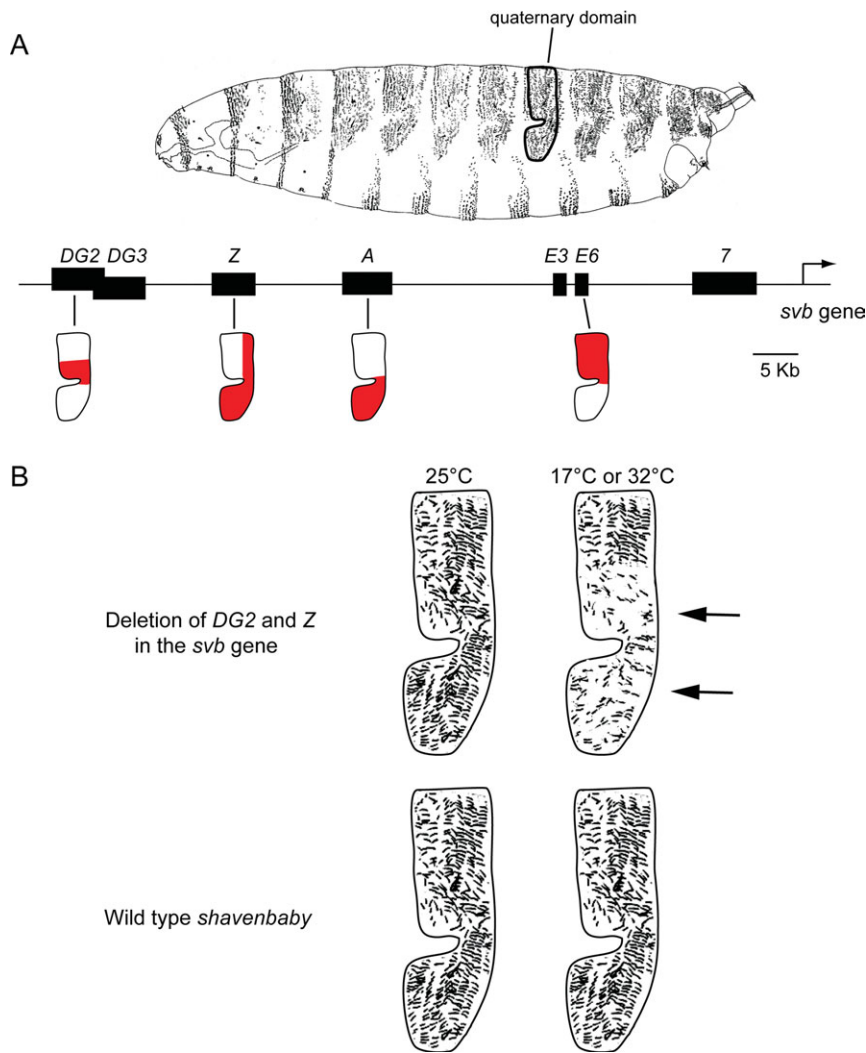 quaternary domain
A
DG2 DG3 Z A E3 E6 7
svb gene
5 Kb
B
25°C 17°C or 32°C
Deletion of DG2 and Z
in the svb gene
Wild type shavenbaby